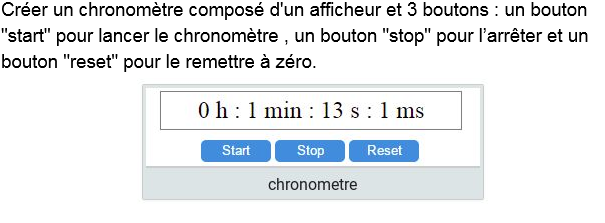 Créer un chronomètre composé d'un afficheur et 3 boutons : un bouton
"start" pour lancer le chronomètre , un bouton "stop" pour l’arrêter et un
bouton "reset" pour le remettre à zéro.
0 h : 1 min : 13 s : 1 ms
Start Stop Reset
chronometre